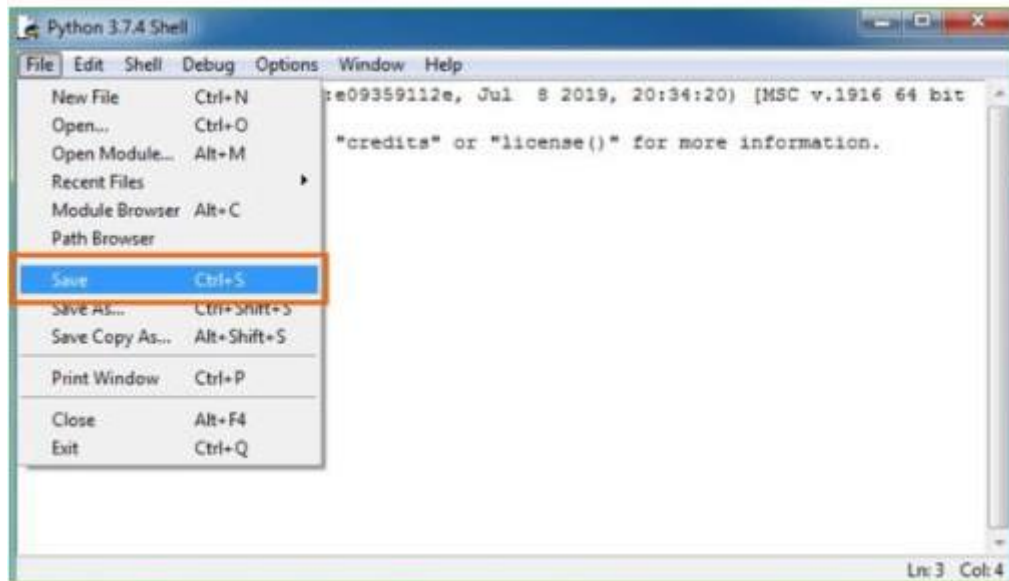 Python 3.7.4 Shell
File Edit Shell Debug Options Window Help
New File Ctrl+N
:e09359112e, Jul 8 2019, 20:34:20) [MSC v.1916 64 bit
Open... Ctrl+O
"credits" or "license()" for more information.
Open Module... Alt+M
Recent Files
Module Browser Alt+C
Path Browser
Save Ctrl+S
Save As... Ctrl+Shift+S
Save Copy As... Alt+Shift+S
Print Window Ctrl+P
Close Alt+F4
Exit Ctrl+Q
Ln: 3 Col: 4